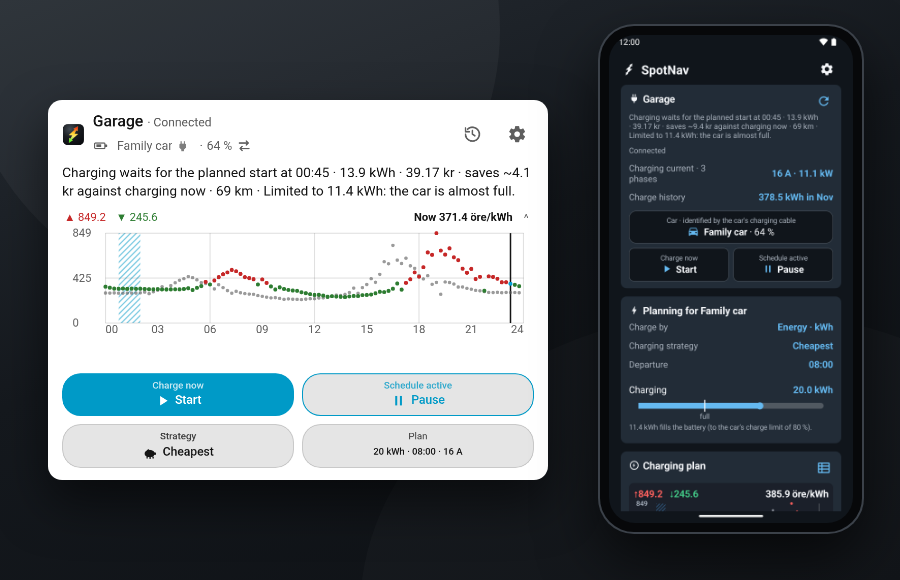 Garage · Connected
Family car · 64 %
Charging waits for the planned start at 00:45 · 13.9 kWh · 39.17 kr · saves ~4.1
kr against charging now · 69 km · Limited to 11.4 kWh: the car is almost full.
▲ 849.2 ▼ 245.6 Now 371.4 öre/kWh ^
849
425
0
00 03 06 09 12 15 18 21 24
Charge now
Start
Schedule active
Pause
Strategy
Cheapest
Plan
20 kWh · 08:00 · 16 A
12:00
SpotNav
Garage
Charging waits for the planned start at 00:45 · 13.9 kWh
· 39.17 kr · saves ~9.4 kr against charging now · 69 km ·
Limited to 11.4 kWh: the car is almost full.
Connected
Charging current · 3
phases
16 A · 11.1 kW
Charge history 378.5 kWh in Nov
Car · identified by the car's charging cable
Family car · 64 %
Charge now
Start
Schedule active
Pause
Planning for Family car
Charge by Energy · kWh
Charging strategy Cheapest
Departure 08:00
Charging 20.0 kWh
full
11.4 kWh fills the battery (to the car's charge limit of 80 %).
Charging plan
↑849.2 ↓245.6 385.9 öre/kWh
849